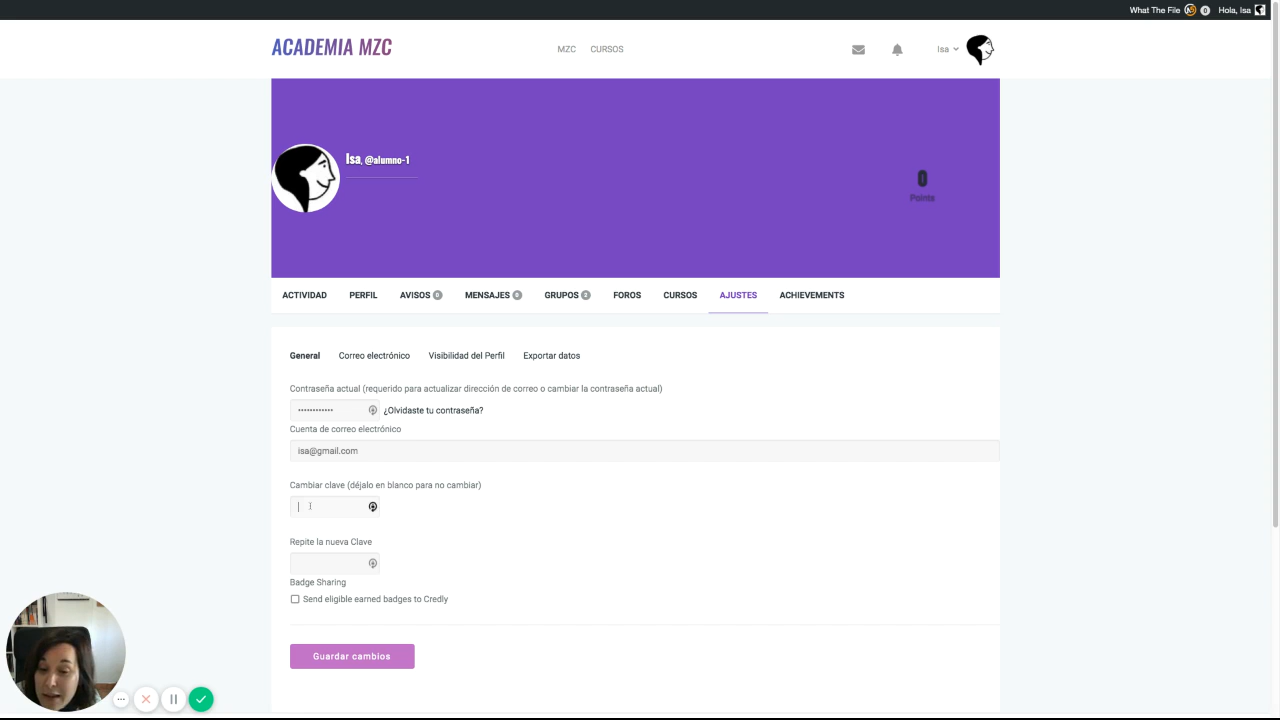 What The File 0 Hola, Isa
ACADEMIA MZC
MZC CURSOS
Isa
Isa, @alumno-1
0
Points
ACTIVIDAD PERFIL AVISOS 0 MENSAJES 0 GRUPOS 2 FOROS CURSOS AJUSTES ACHIEVEMENTS
General Correo electrónico Visibilidad del Perfil Exportar datos
Contraseña actual (requerido para actualizar dirección de correo o cambiar la contraseña actual)
•••••••••••• ¿Olvidaste tu contraseña?
Cuenta de correo electrónico
isa@gmail.com
Cambiar clave (déjalo en blanco para no cambiar)
Repite la nueva Clave
Badge Sharing
Send eligible earned badges to Credly
Guardar cambios